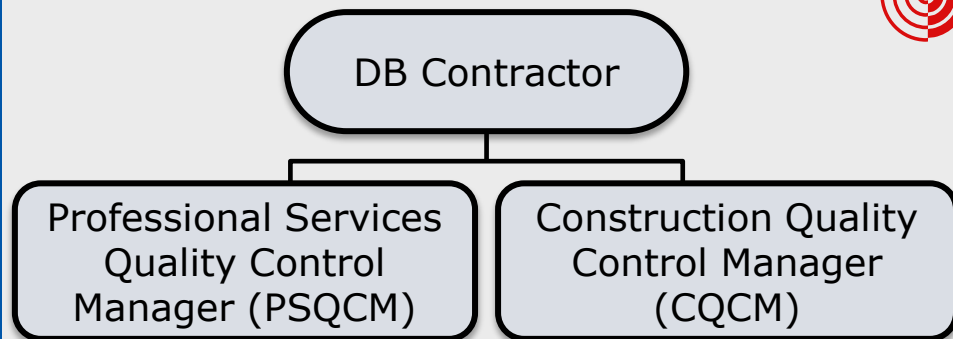 DB Contractor
Professional Services
Quality Control
Manager (PSQCM)
Construction Quality
Control Manager
(CQCM)